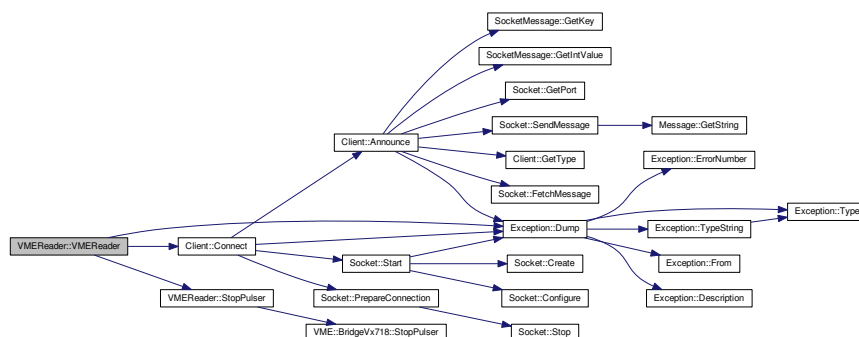 SocketMessage::GetKey
SocketMessage::GetIntValue
Socket::GetPort
Socket::SendMessage
Message::GetString
Client::Announce
Client::GetType
Exception::ErrorNumber
Socket::FetchMessage
Exception::Type
Exception::Dump
Exception::TypeString
VMEReader::VMEReader
Client::Connect
Socket::Start
Socket::Create
Exception::From
VMEReader::StopPulser
Socket::PrepareConnection
Socket::Configure
Exception::Description
VME::BridgeVx718::StopPulser
Socket::Stop